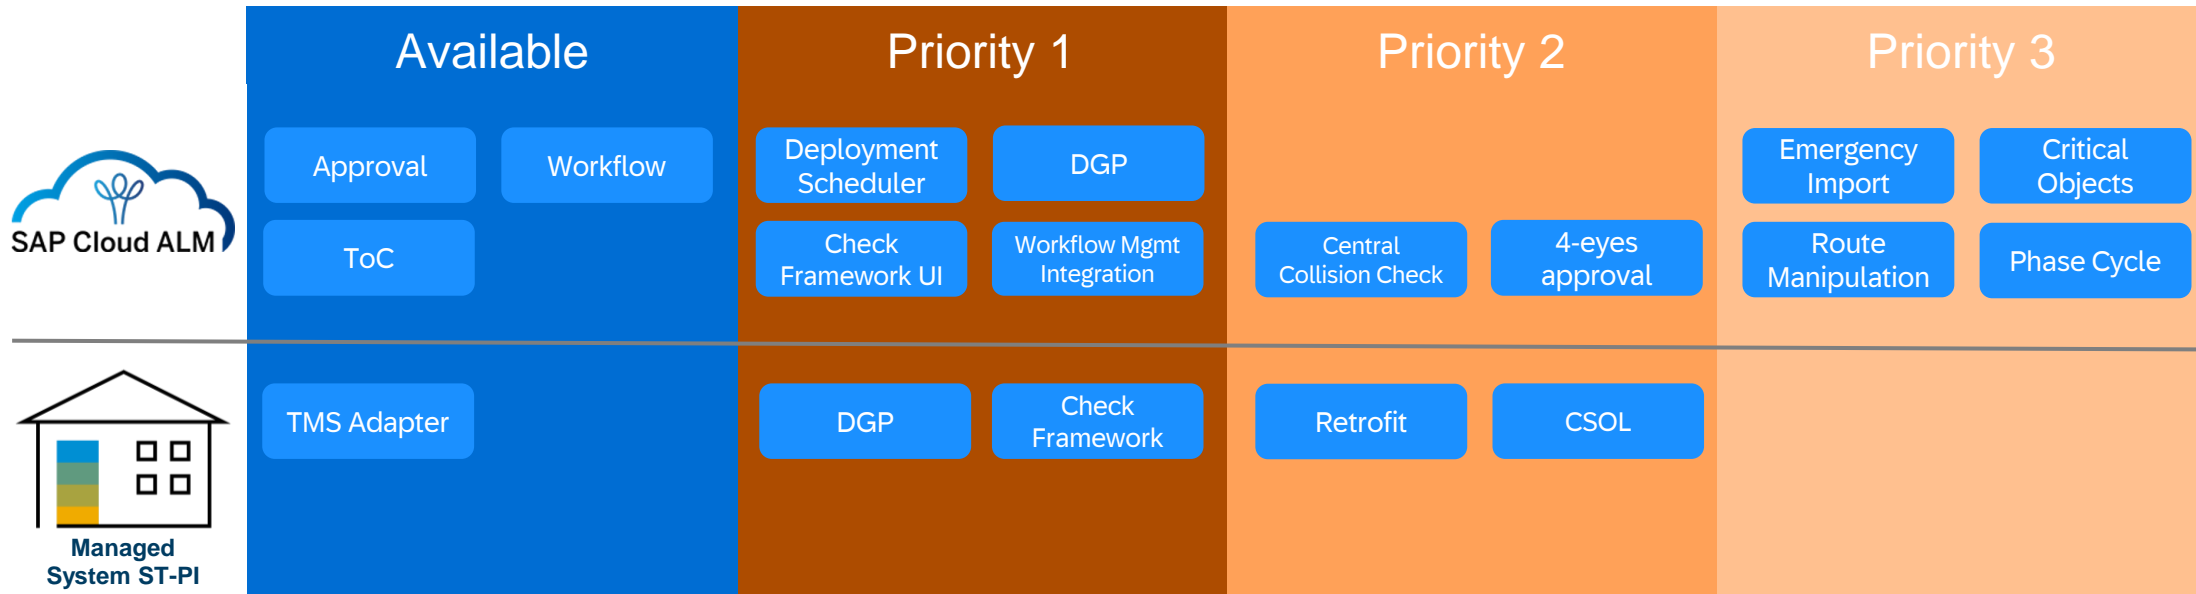 Available
Priority 1
Priority 2
Priority 3
SAP Cloud ALM
Approval
Workflow
ToC
Deployment
Scheduler
DGP
Check
Framework UI
Workflow Mgmt
Integration
Central
Collision Check
4-eyes
approval
Emergency
Import
Critical
Objects
Route
Manipulation
Phase Cycle
Managed
System ST-PI
TMS Adapter
DGP
Check
Framework
Retrofit
CSOL